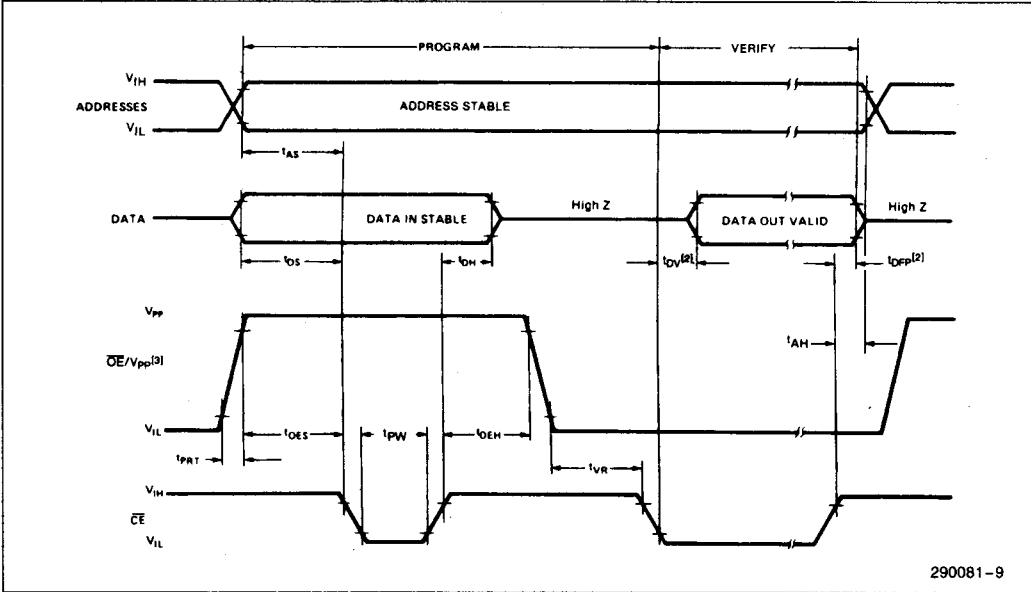 PROGRAM
VERIFY
VIH
ADDRESSES
VIL
ADDRESS STABLE
tAS
DATA
DATA IN STABLE
High Z
DATA OUT VALID
High Z
tDS
tDH
tDV[2]
tDFP[2]
VPP
OE/VPP[3]
VIL
tAH
tOES
tPW
tOEH
tPRT
tVR
VIH
CE
VIL
290081-9